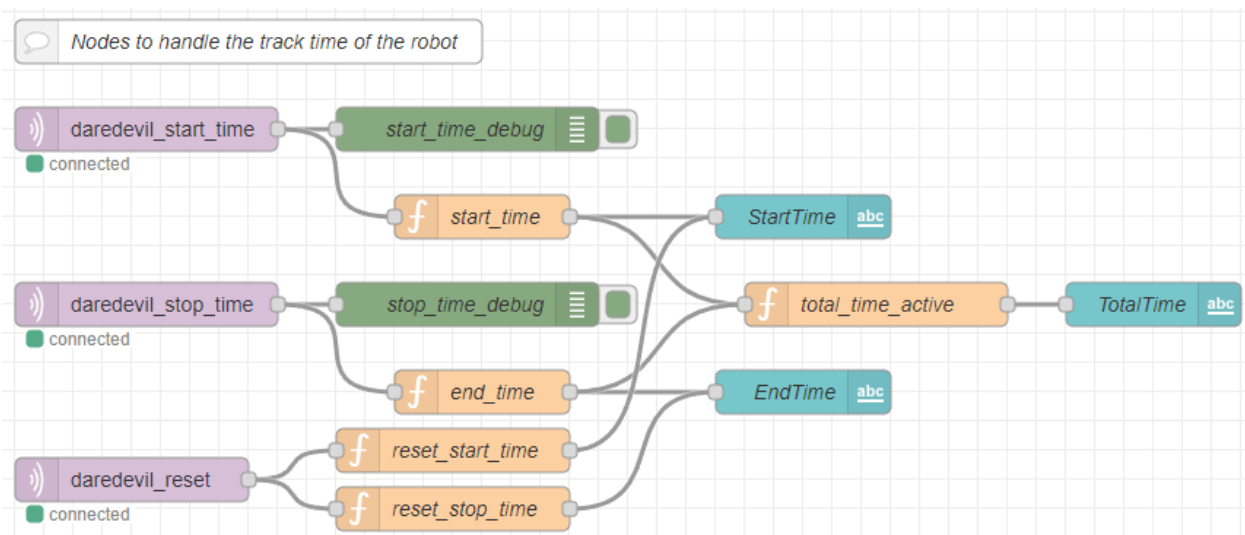 Nodes to handle the track time of the robot
daredevil_start_time
start_time_debug
connected
start_time
StartTime
abc
daredevil_stop_time
stop_time_debug
total_time_active
TotalTime
abc
connected
end_time
EndTime
abc
reset_start_time
daredevil_reset
reset_stop_time
connected